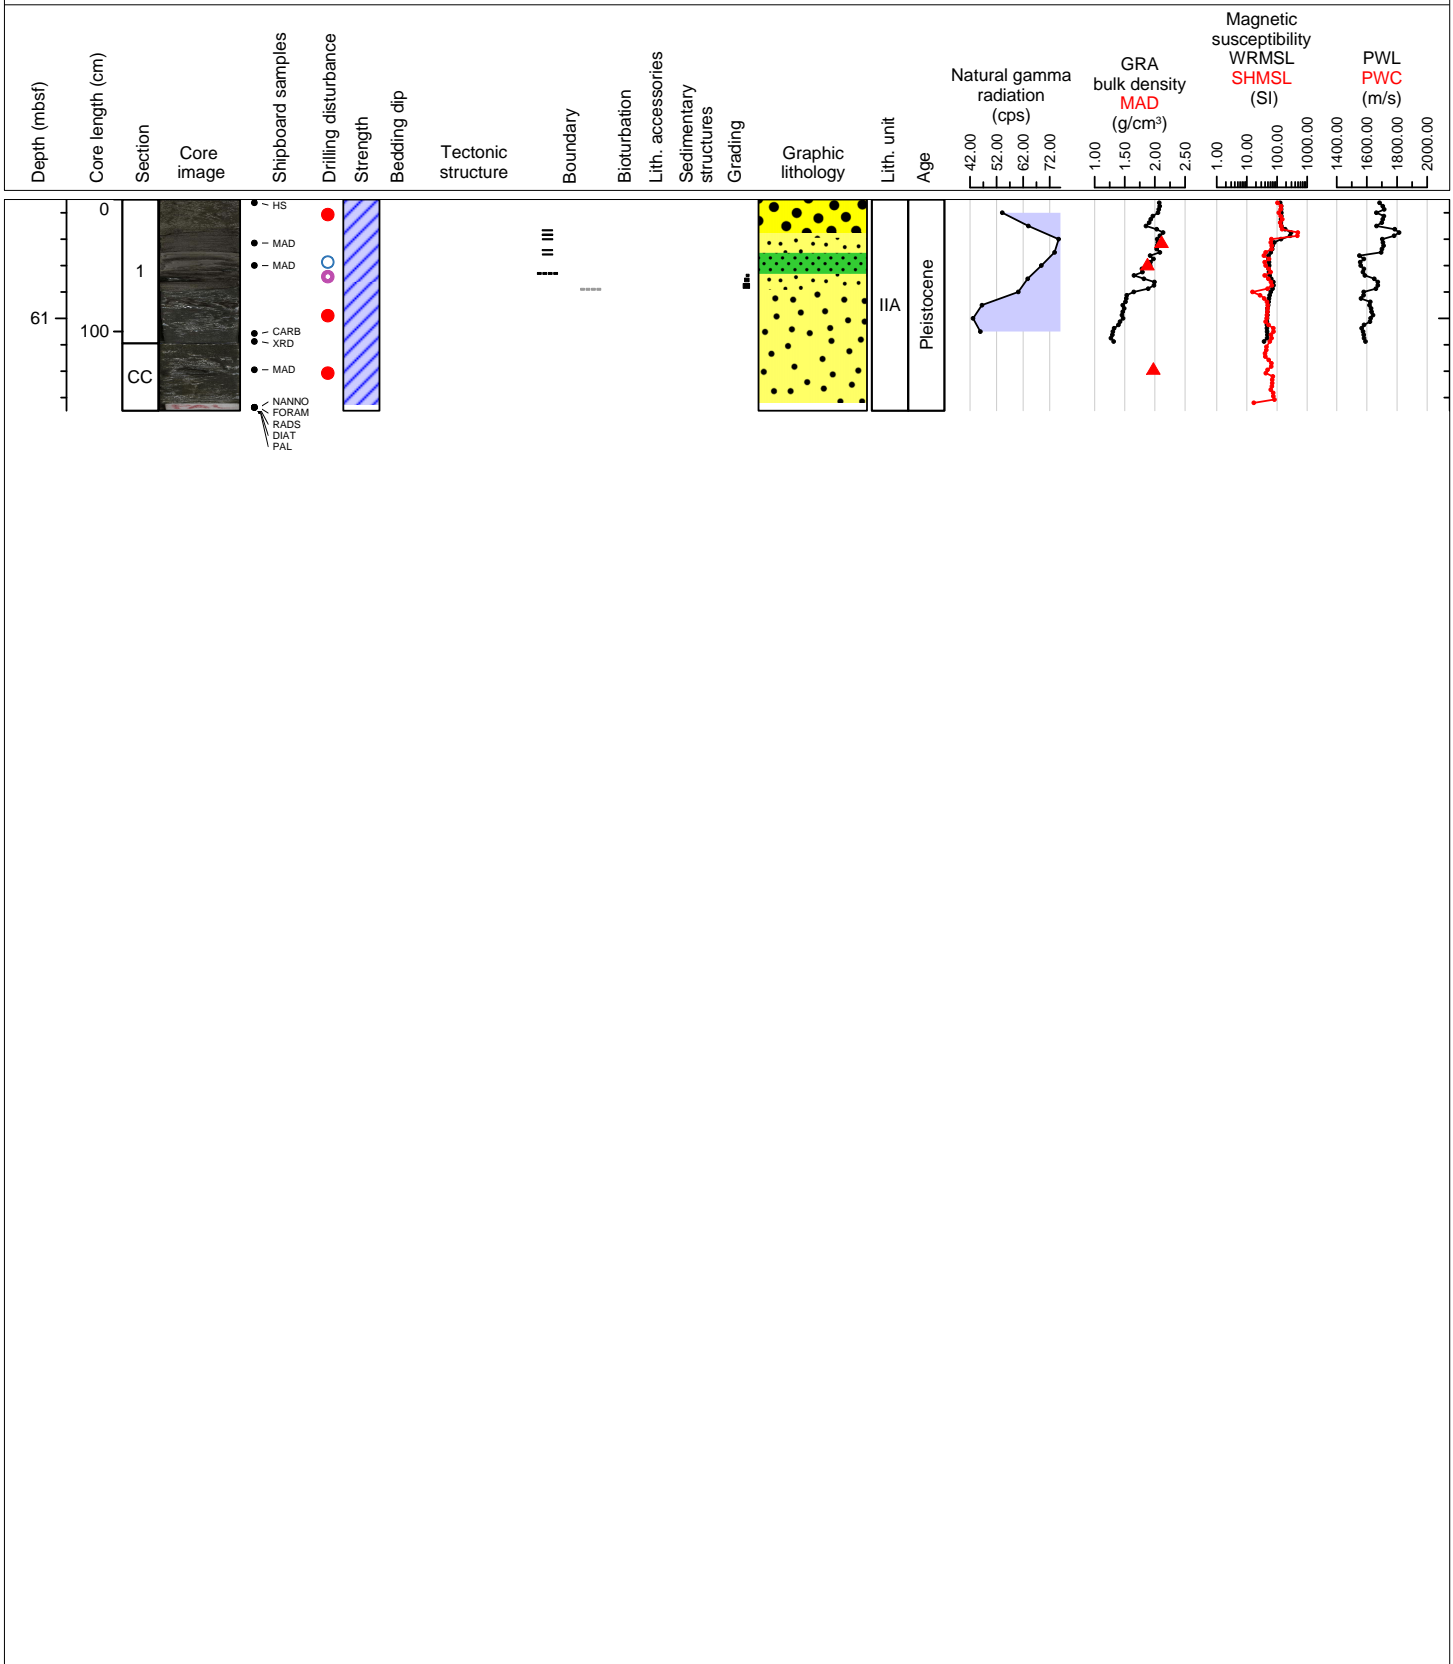 Depth (mbsf)
Core length (cm)
Section
Core
image
Shipboard samples
Drilling disturbance
Strength
Bedding dip
Tectonic
structure
Boundary
Bioturbation
Lith. accessories
Sedimentary
structures
Grading
Graphic
lithology
Lith. unit
Age
Natural gamma
radiation
(cps)
42.00 52.00 62.00 72.00
GRA
bulk density
MAD
(g/cm³)
1.00 1.50 2.00 2.50
Magnetic
susceptibility
WRMSL
SHMSL
(SI)
1.00 10.00 100.00 1000.00
PWL
PWC
(m/s)
1400.00 1600.00 1800.00 2000.00
0
HS
MAD
MAD
1
61
100
CARB
XRD
CC
MAD
NANNO
FORAM
RADS
DIAT
PAL
IIA
Pleistocene